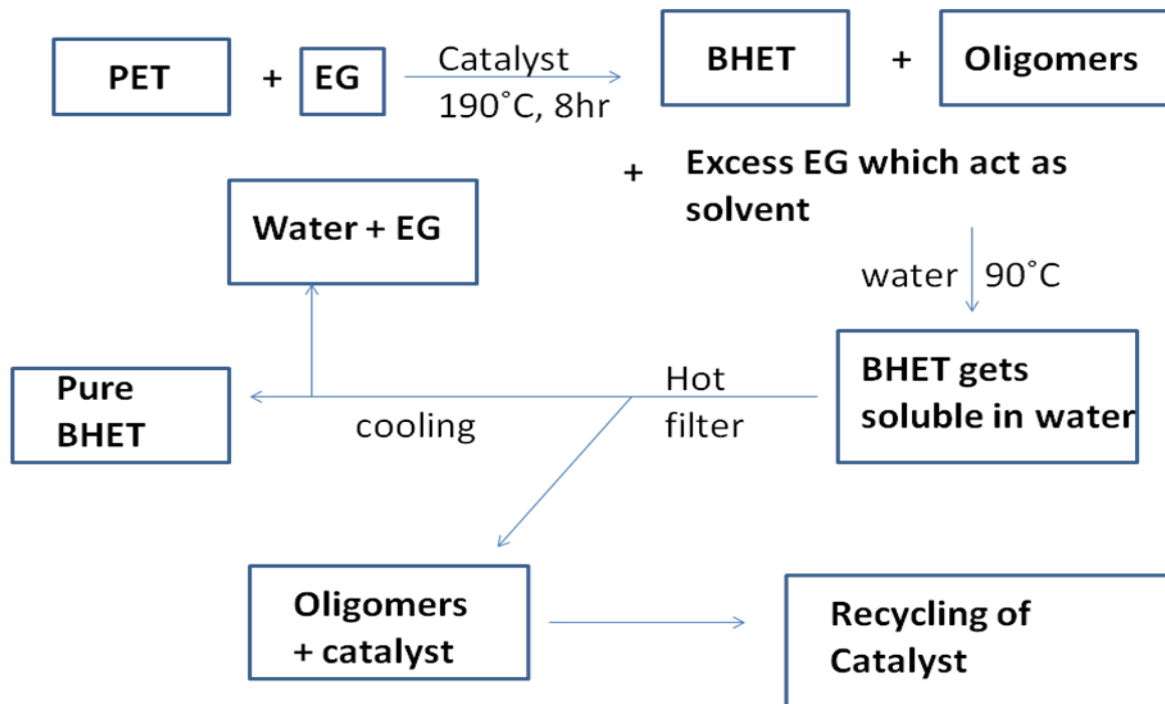 PET + EG Catalyst BHET + Oligomers
190˚C, 8hr
+ Excess EG which act as
solvent
Water + EG
water 90˚C
BHET gets
soluble in water
Hot
filter
cooling
Pure
BHET
Oligomers
+ catalyst
Recycling of
Catalyst